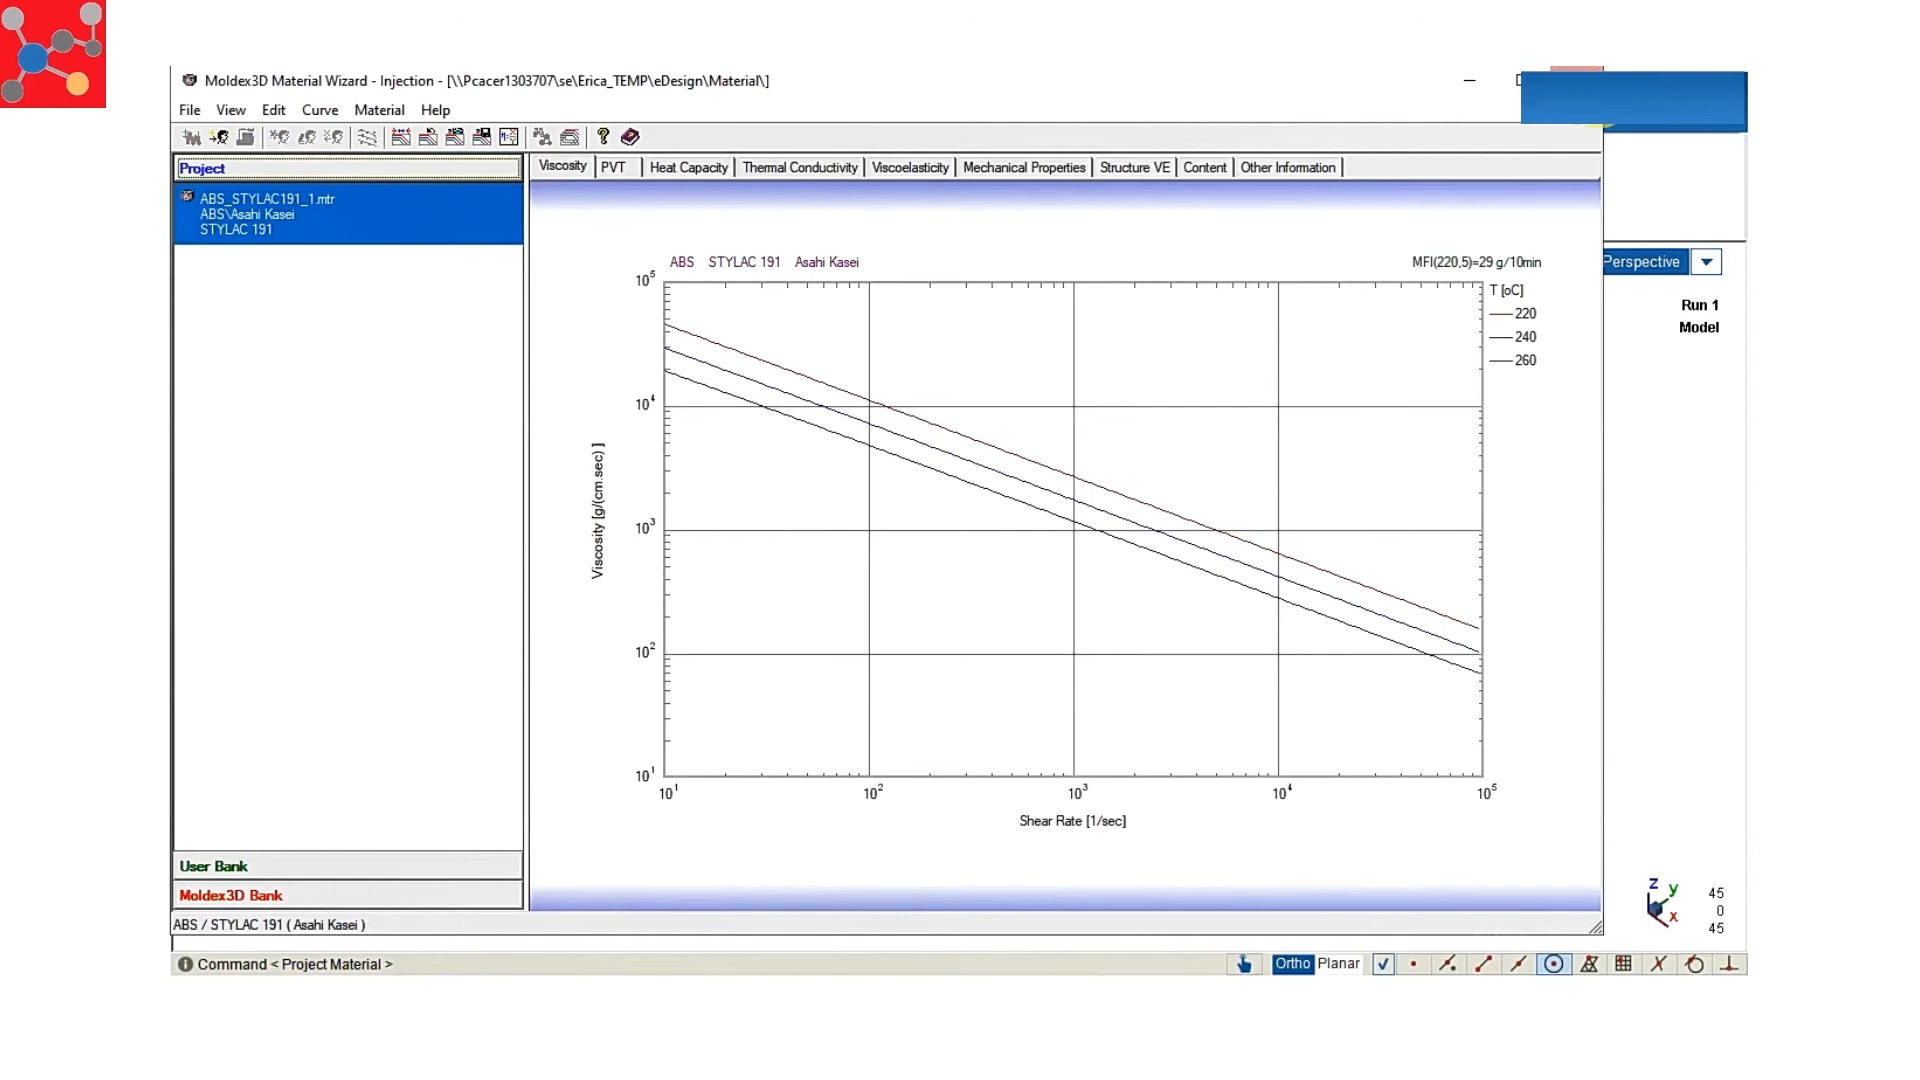 Moldex3D Material Wizard - Injection - [\\Pcacer1303707\se\Erica_TEMP\eDesign\Material\]
File View Edit Curve Material Help
Project
ABS_STYLAC191_1.mtr
ABS\Asahi Kasei
STYLAC 191
Viscosity PVT Heat Capacity Thermal Conductivity Viscoelasticity Mechanical Properties Structure VE Content Other Information
ABS STYLAC 191 Asahi Kasei
MFI(220,5)=29 g/10min
T [oC]
220
240
260
Viscosity [g/(cm.sec) ]
10^5
10^4
10^3
10^2
10^1
10^1 10^2 10^3 10^4 10^5
Shear Rate [1/sec]
Perspective
Run 1
Model
User Bank
Moldex3D Bank
ABS / STYLAC 191 ( Asahi Kasei )
z y x
45
0
45
Command < Project Material >
Ortho Planar